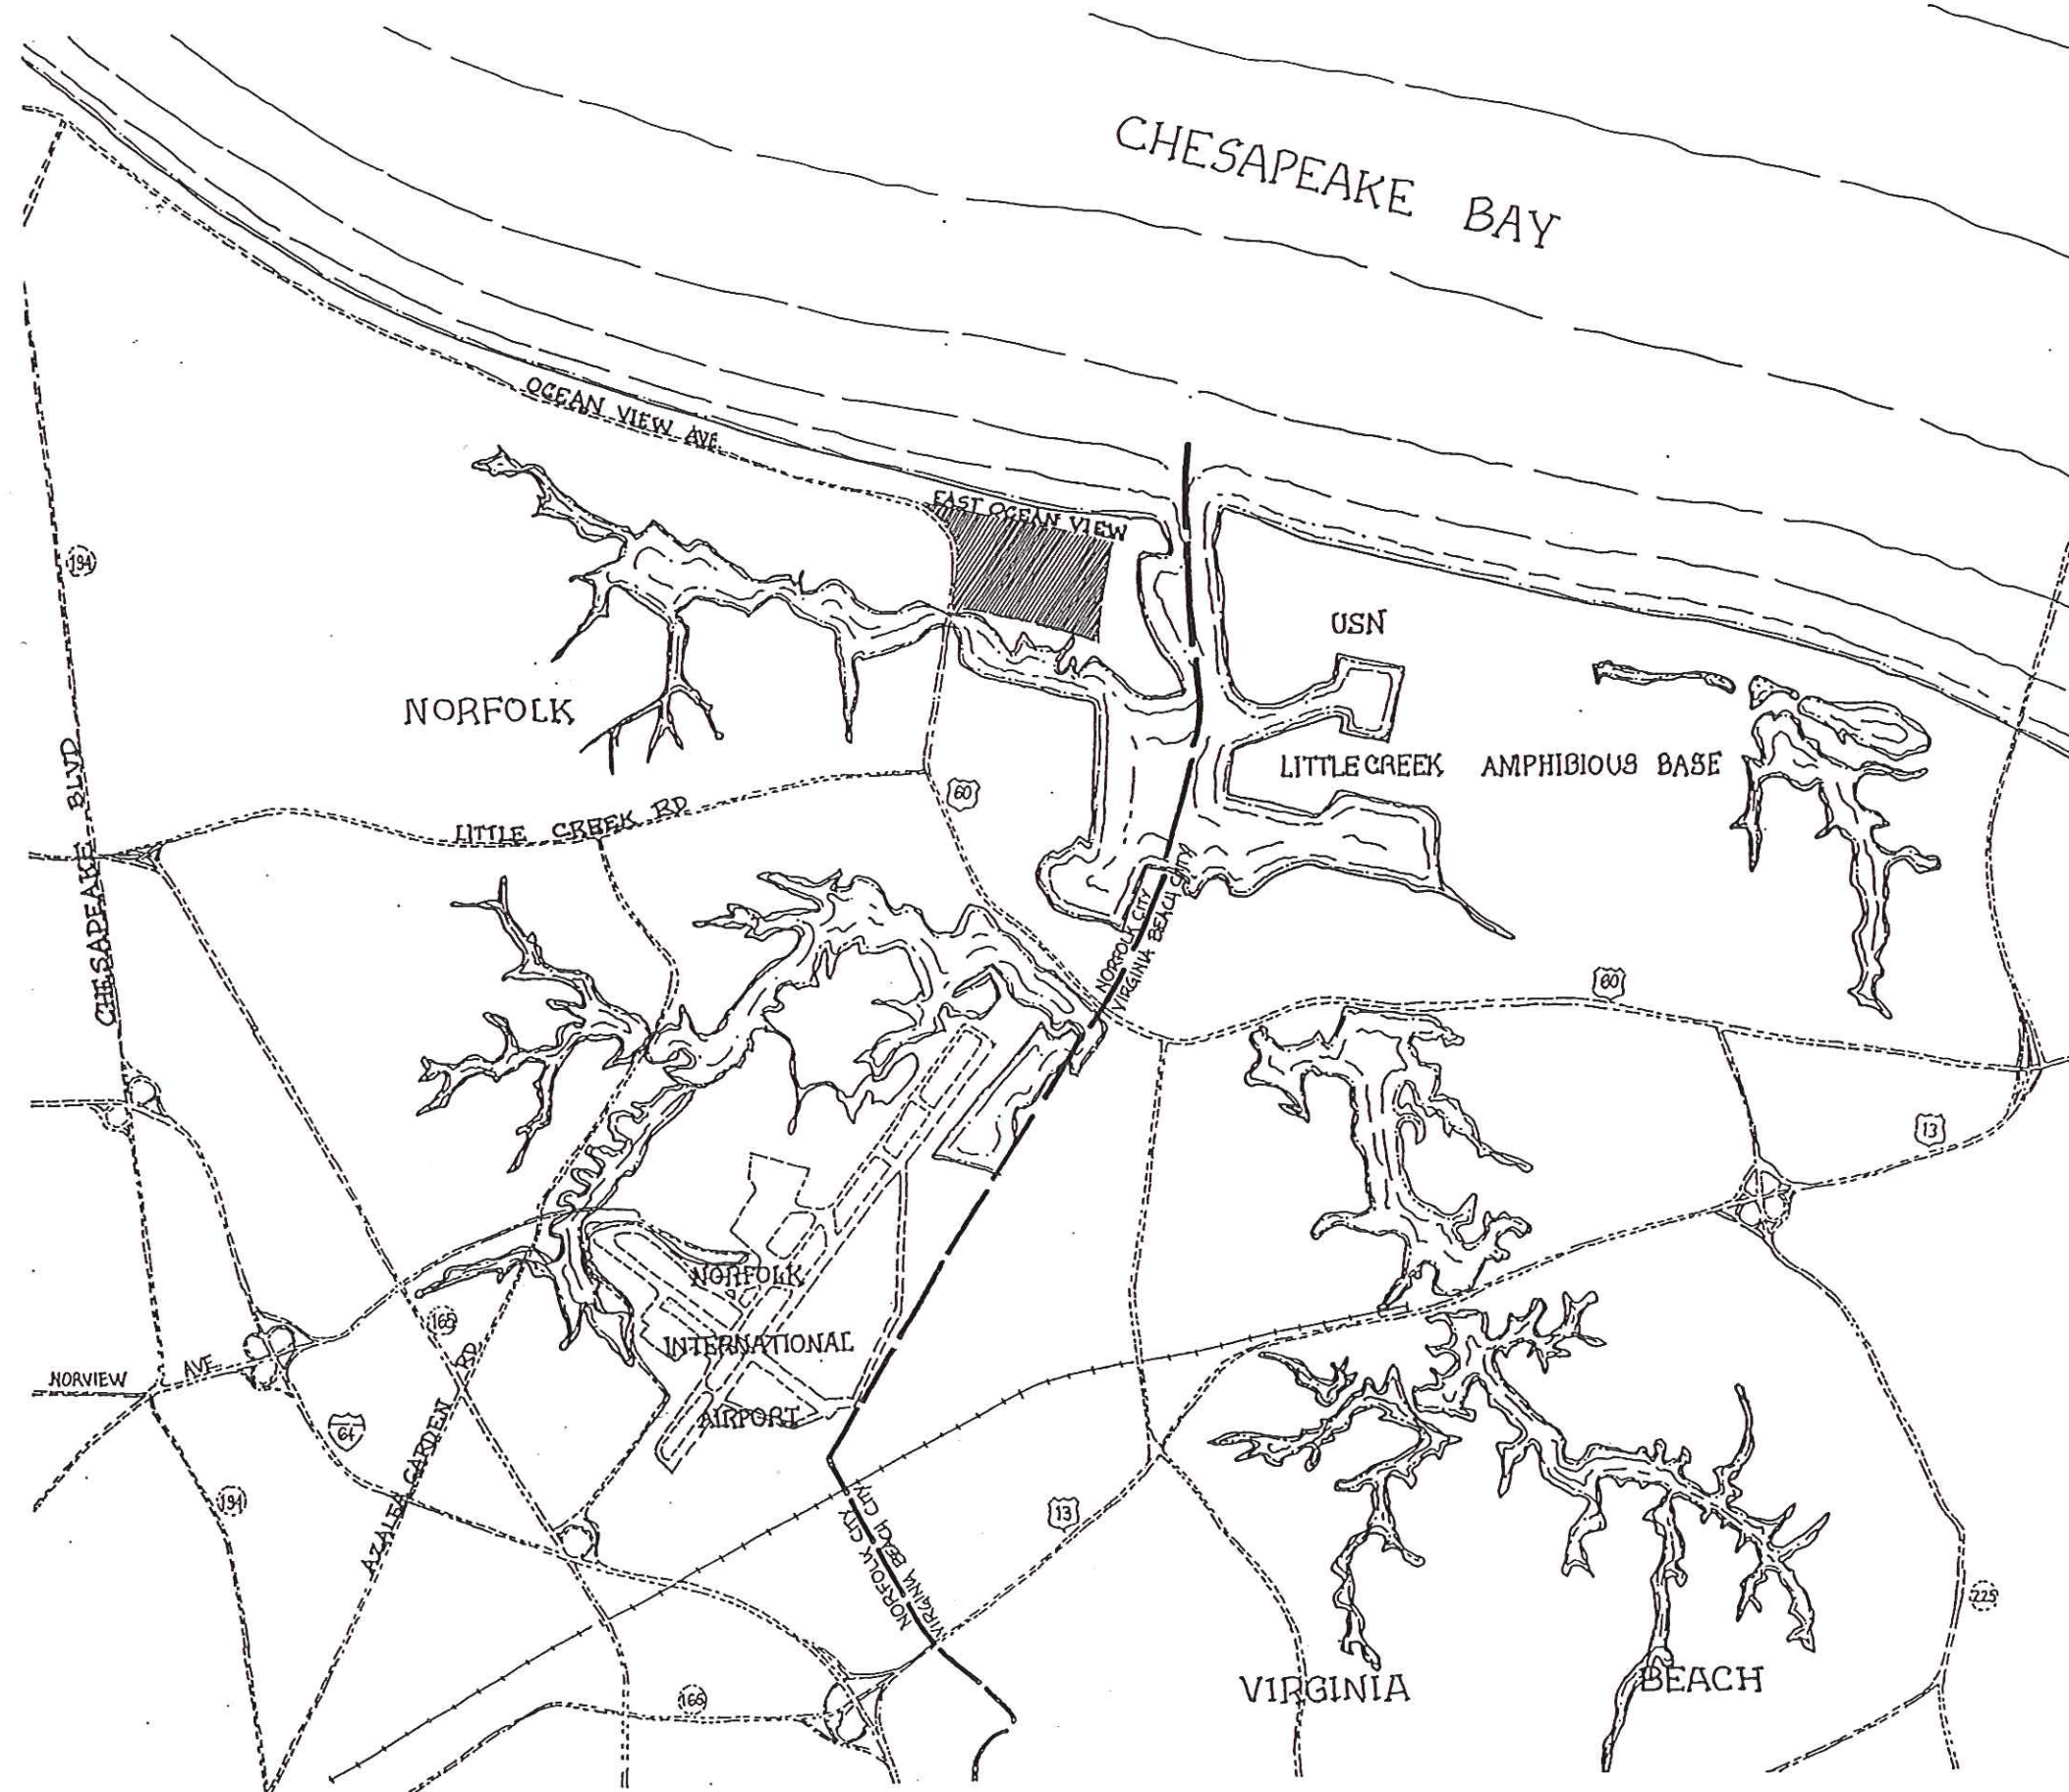 CHESAPEAKE BAY
OCEAN VIEW AVE.
EAST OCEAN VIEW
194
USN
NORFOLK
LITTLE CREEK AMPHIBIOUS BASE
60
LITTLE CREEK RD
CHESAPEAKE BLVD
NORFOLK CITY
VIRGINIA BEACH CITY
60
13
NORFOLK
INTERNATIONAL
AIRPORT
165
NORVIEW AVE
64
AZALEA GARDEN RD
194
13
NORFOLK CITY
VIRGINIA BEACH CITY
225
166
VIRGINIA BEACH